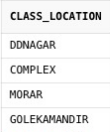 CLASS_LOCATION
DDNAGAR
COMPLEX
MORAR
GOLEKAMANDIR